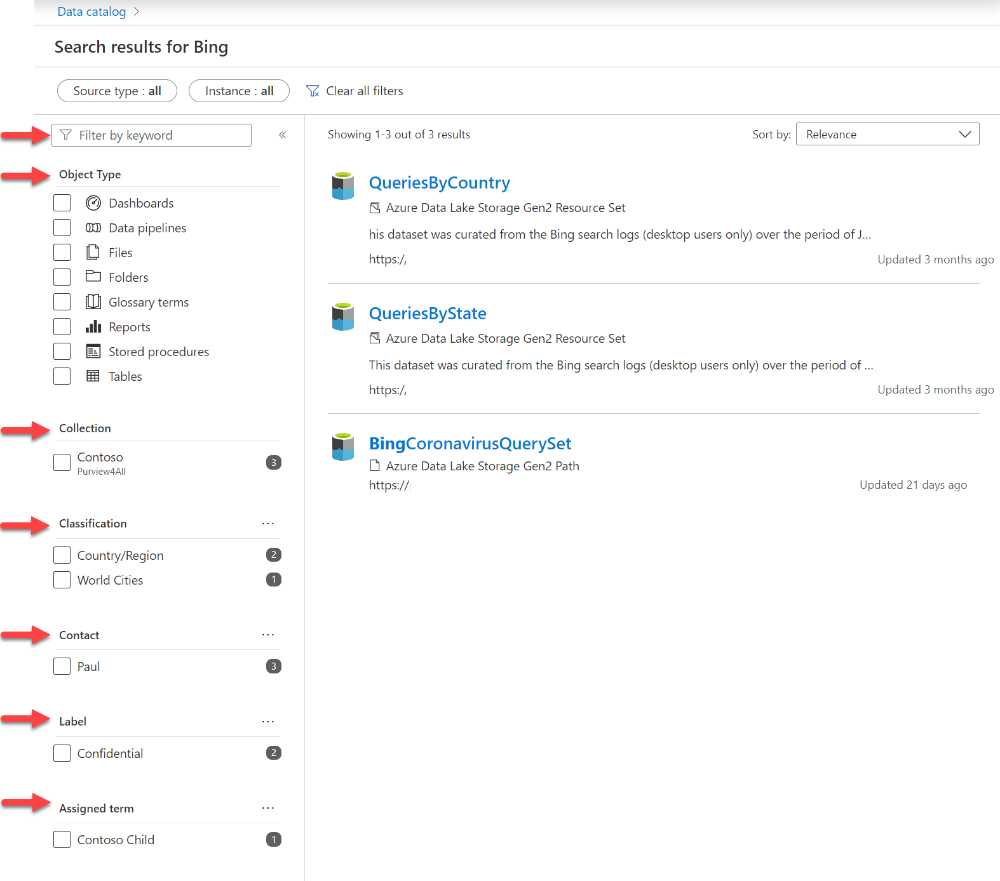 Data catalog
Search results for Bing
Source type : all
Instance : all
Clear all filters
Filter by keyword
«
Showing 1-3 out of 3 results
Sort by:
Relevance
Object Type
Dashboards
Data pipelines
Files
Folders
Glossary terms
Reports
Stored procedures
Tables
Collection
Contoso
3
Purview4All
Classification
...
Country/Region
2
World Cities
1
Contact
...
Paul
3
Label
...
Confidential
2
Assigned term
...
Contoso Child
1
QueriesByCountry
Azure Data Lake Storage Gen2 Resource Set
his dataset was curated from the Bing search logs (desktop users only) over the period of J...
https:/,
Updated 3 months ago
QueriesByState
Azure Data Lake Storage Gen2 Resource Set
This dataset was curated from the Bing search logs (desktop users only) over the period of ...
https:/,
Updated 3 months ago
BingCoronavirusQuerySet
Azure Data Lake Storage Gen2 Path
https://
Updated 21 days ago